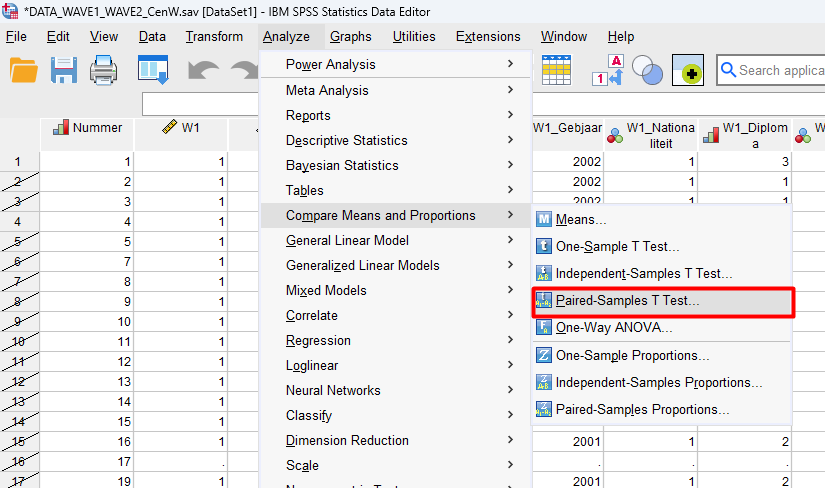 *DATA_WAVE1_WAVE2_CenW.sav [DataSet1] - IBM SPSS Statistics Data Editor
File Edit View Data Transform Analyze Graphs Utilities Extensions Window Help
Search applica
Power Analysis
Meta Analysis
Reports
Descriptive Statistics
Bayesian Statistics
Tables
Compare Means and Proportions
General Linear Model
Generalized Linear Models
Mixed Models
Correlate
Regression
Loglinear
Neural Networks
Classify
Dimension Reduction
Scale
Means...
One-Sample T Test...
Independent-Samples T Test...
Paired-Samples T Test...
One-Way ANOVA...
One-Sample Proportions...
Independent-Samples Proportions...
Paired-Samples Proportions...
Nummer W1 W1_Gebjaar W1_Nationa W1_Diplom
liteit a
1 1 1 2002 1 3
2 2 1 2002 1 1
3 3 1 2002 1 1
4 4 1
5 5 1
6 7 1
7 8 1
8 9 1
9 10 1
10 11 1
11 12 1
12 13 1
13 14 1
14 15 1
15 16 1 2001 1 2
16 17 . . . .
17 19 1 2001 1 2